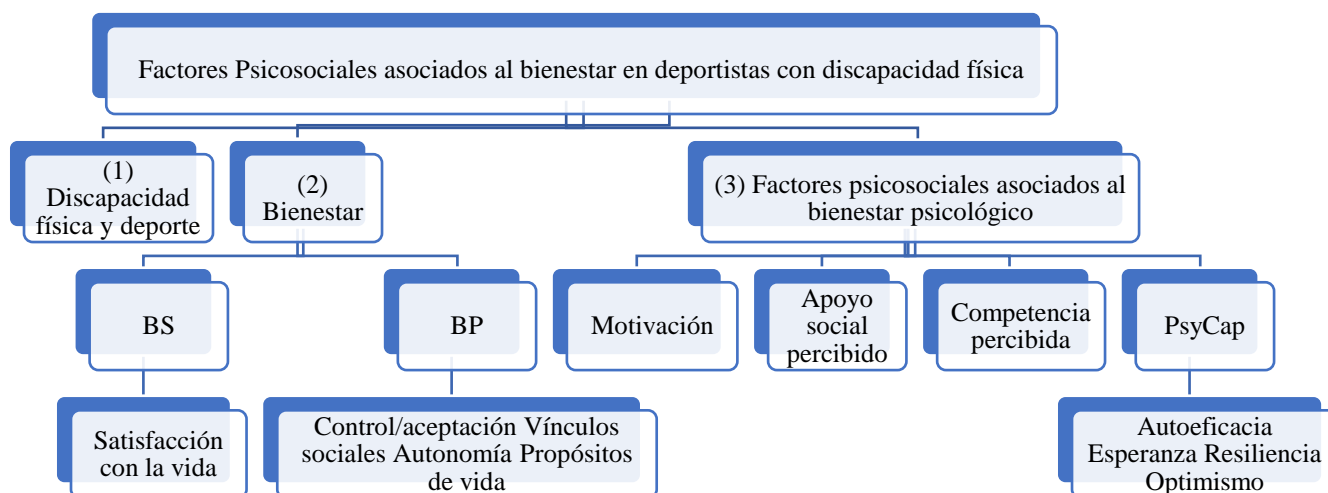 Factores Psicosociales asociados al bienestar en deportistas con discapacidad física
(1)
Discapacidad
física y deporte
(2)
Bienestar
(3) Factores psicosociales asociados al
bienestar psicológico
BS
BP
Motivación
Apoyo
social
percibido
Competencia
percibida
PsyCap
Satisfacción
con la vida
Control/aceptación Vínculos
sociales Autonomía Propósitos
de vida
Autoeficacia
Esperanza Resiliencia
Optimismo